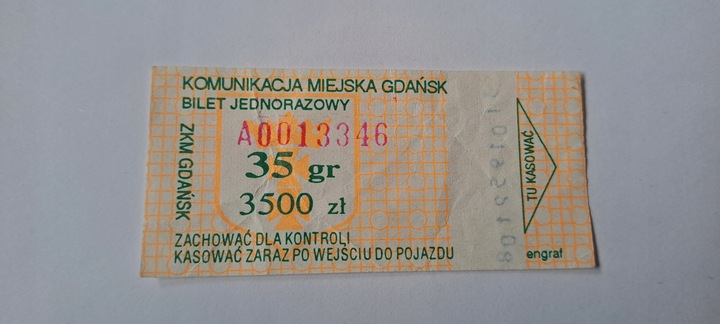 KOMUNIKACJA MIEJSKA GDAŃSK
BILET JEDNORAZOWY
A0013346
35 gr
3500 zł
ZKM GDAŃSK
ZACHOWAĆ DLA KONTROLI
KASOWAĆ ZARAZ PO WEJŚCIU DO POJAZDU
TU KASOWAĆ
engraf